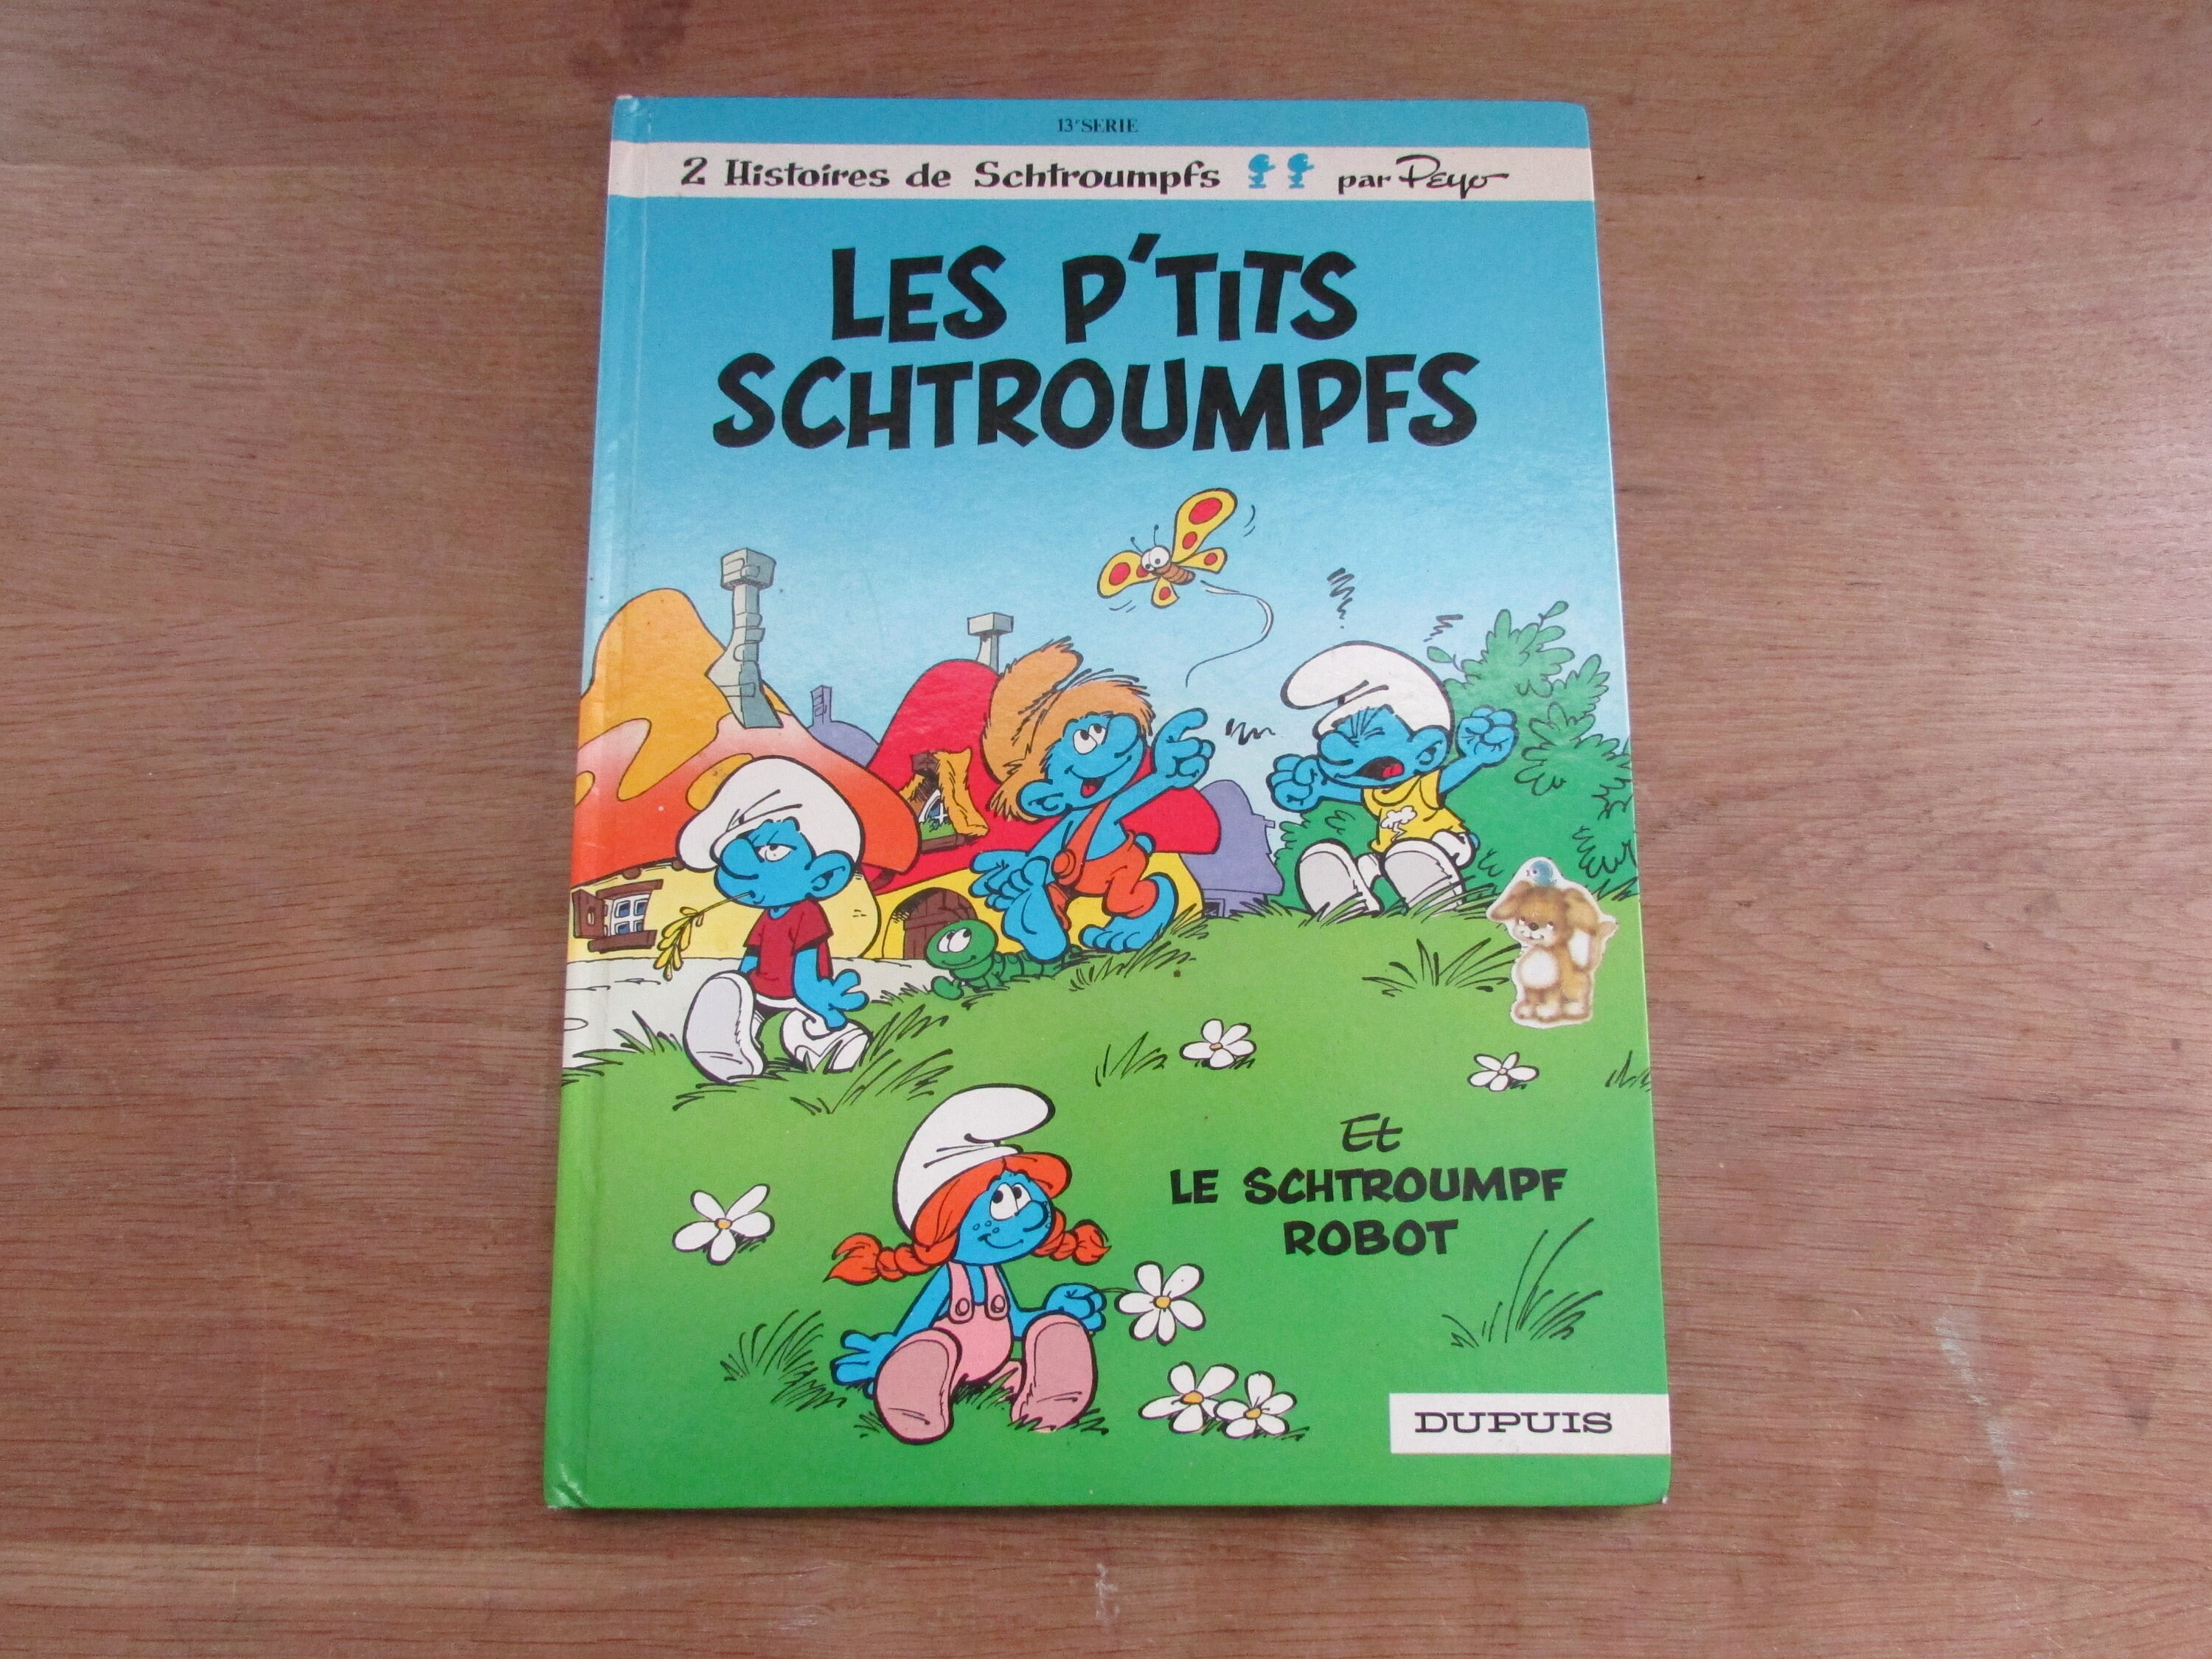 13e SERIE
2 Histoires de Schtroumpfs par Peyo
LES P'TITS
SCHTROUMPFS
Et
LE SCHTROUMPF
ROBOT
DUPUIS